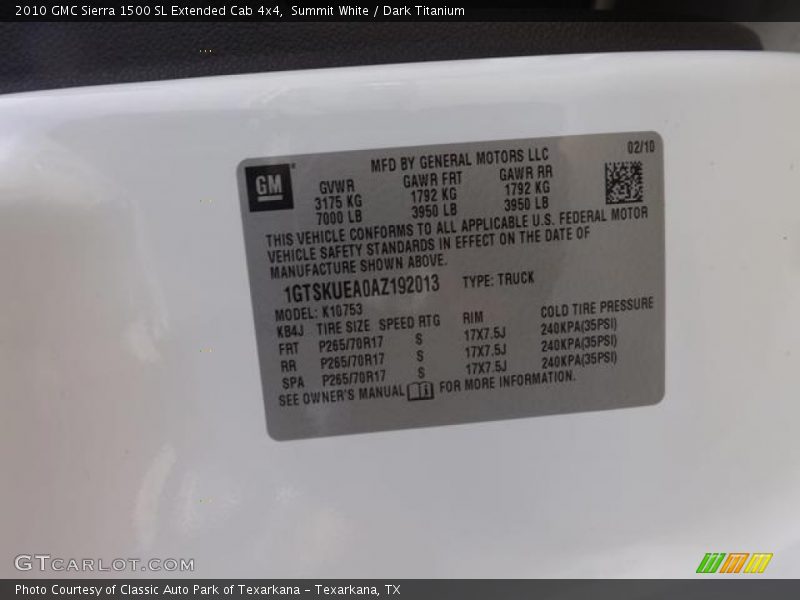 2010 GMC Sierra 1500 SL Extended Cab 4x4, Summit White / Dark Titanium
MFD BY GENERAL MOTORS LLC 02/10
GM
GVWR GAWR FRT GAWR RR
3175 KG 1792 KG 1792 KG
7000 LB 3950 LB 3950 LB
THIS VEHICLE CONFORMS TO ALL APPLICABLE U.S. FEDERAL MOTOR
VEHICLE SAFETY STANDARDS IN EFFECT ON THE DATE OF
MANUFACTURE SHOWN ABOVE.
1GTSKUEA0AZ192013 TYPE: TRUCK
MODEL: K10753
KB4J TIRE SIZE SPEED RTG RIM COLD TIRE PRESSURE
FRT P265/70R17 S 17X7.5J 240KPA(35PSI)
RR P265/70R17 S 17X7.5J 240KPA(35PSI)
SPA P265/70R17 S 17X7.5J 240KPA(35PSI)
SEE OWNER'S MANUAL FOR MORE INFORMATION.
GTCARLOT.COM
Photo Courtesy of Classic Auto Park of Texarkana - Texarkana, TX